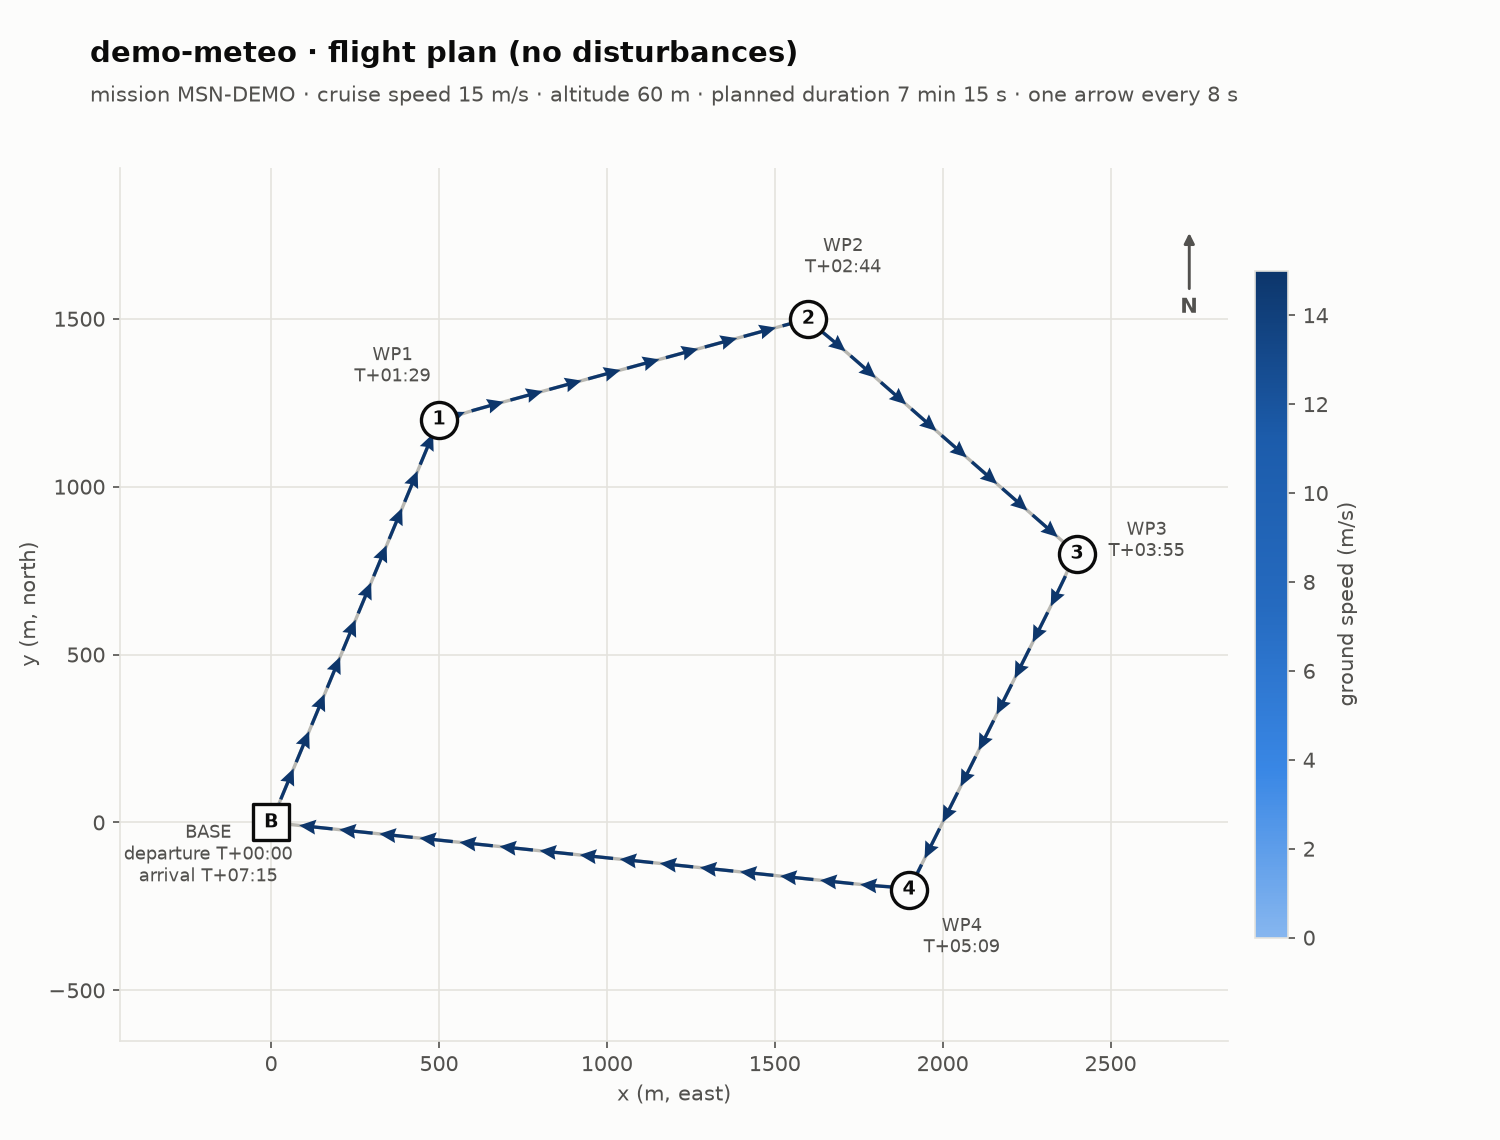 demo-meteo · flight plan (no disturbances)
mission MSN-DEMO · cruise speed 15 m/s · altitude 60 m · planned duration 7 min 15 s · one arrow every 8 s
WP2
T+02:44
N
2
1500
WP1
T+01:29
1
1000
WP3
T+03:55
3
500
0
B
BASE
departure T+00:00
arrival T+07:15
4
WP4
T+05:09
−500
y (m, north)
0
500
1000
1500
2000
2500
x (m, east)
14
12
10
8
6
4
2
0
ground speed (m/s)